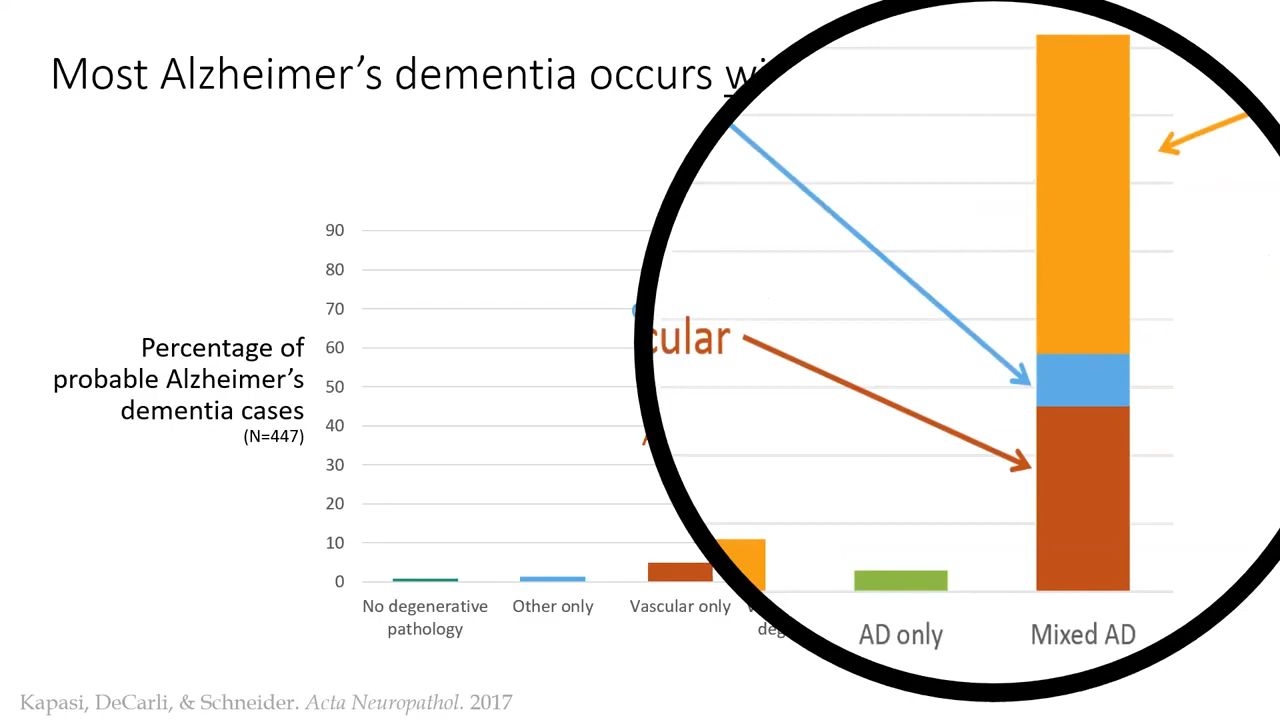 Most Alzheimer’s dementia occurs
90
80
70
60
50
40
30
20
10
0
Percentage of
probable Alzheimer’s
dementia cases
(N=447)
cular
No degenerative
pathology
Other only
Vascular only
AD only
Mixed AD
Kapasi, DeCarli, & Schneider. Acta Neuropathol. 2017